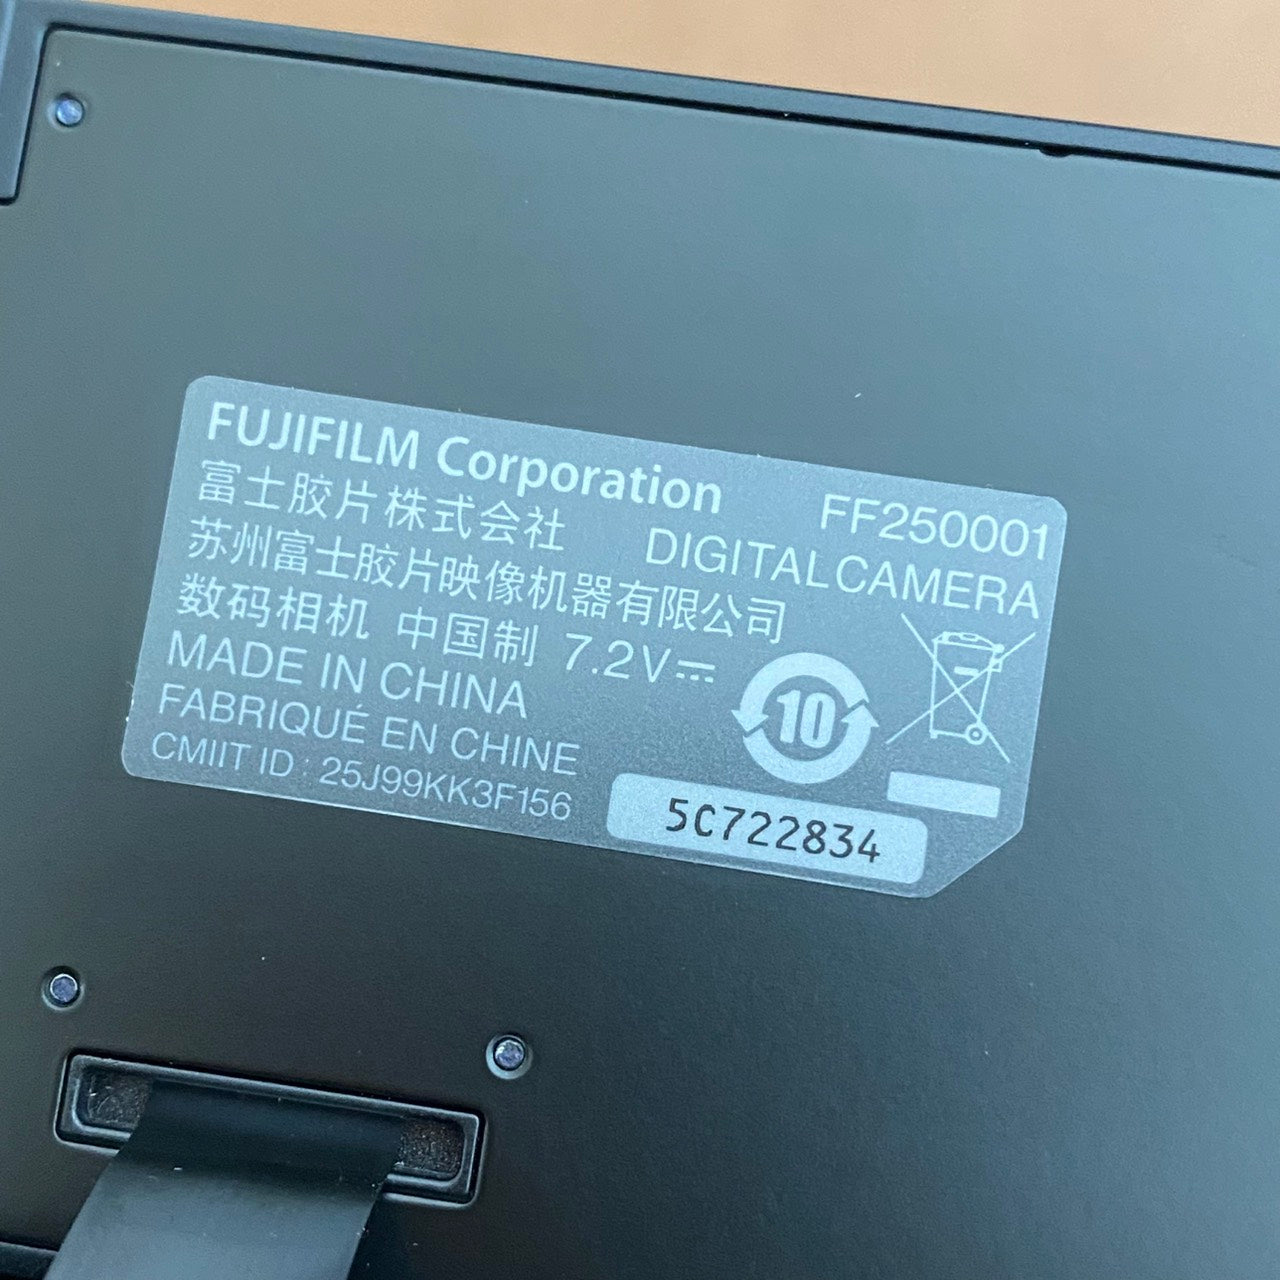 FUJIFILM Corporation
FF250001
富士胶片株式会社
DIGITAL CAMERA
苏州富士胶片映像机器有限公司
数码相机 中国制 7.2V⎓
MADE IN CHINA
FABRIQUÉ EN CHINE
CMIIT ID : 25J99KK3F156
10
5C722834